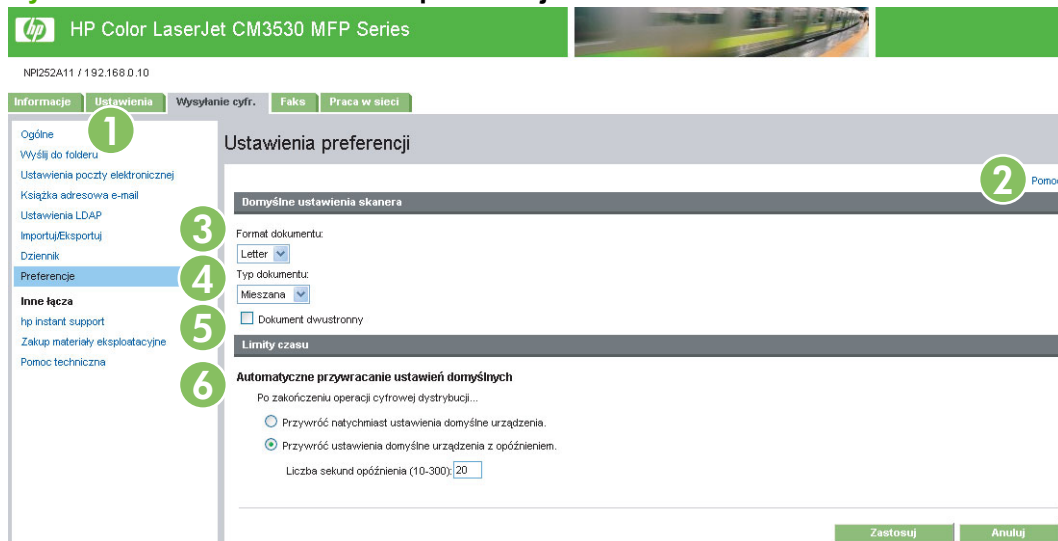 hp HP Color LaserJet CM3530 MFP Series
NPI252A11 / 192.168.0.10
Informacje Ustawienia Wysyłanie cyfr. Faks Praca w sieci
1
Ogólne
Wyślij do folderu
Ustawienia poczty elektronicznej
Książka adresowa e-mail
Ustawienia LDAP
Importuj/Eksportuj
Dziennik
Preferencje
Inne łącza
hp instant support
Zakup materiały eksploatacyjne
Pomoc techniczna
Ustawienia preferencji
2 Pomoc
Domyślne ustawienia skanera
3 Format dokumentu:
Letter
4 Typ dokumentu:
Mieszana
5 Dokument dwustronny
Limity czasu
6 Automatyczne przywracanie ustawień domyślnych
Po zakończeniu operacji cyfrowej dystrybucji...
Przywróć natychmiast ustawienia domyślne urządzenia.
Przywróć ustawienia domyślne urządzenia z opóźnieniem.
Liczba sekund opóźnienia (10-300): 20
Zastosuj Anuluj